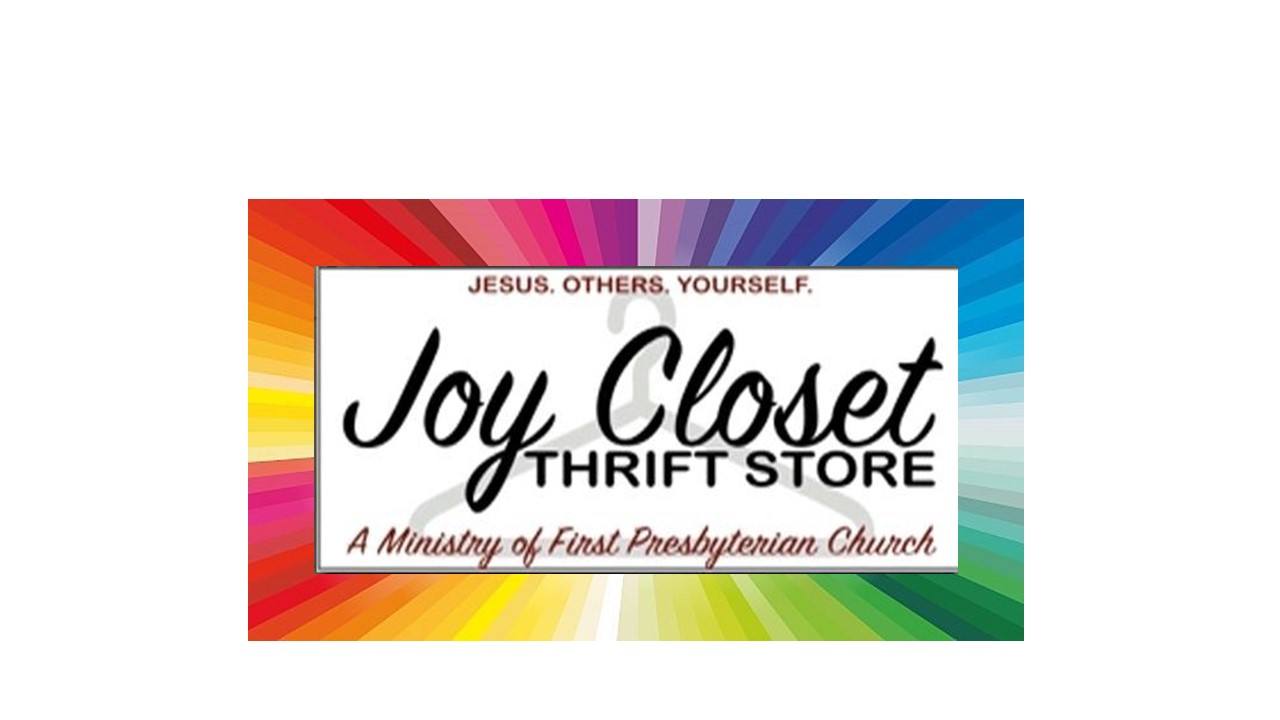 JESUS. OTHERS. YOURSELF.
Joy Closet
THRIFT STORE
A Ministry of First Presbyterian Church